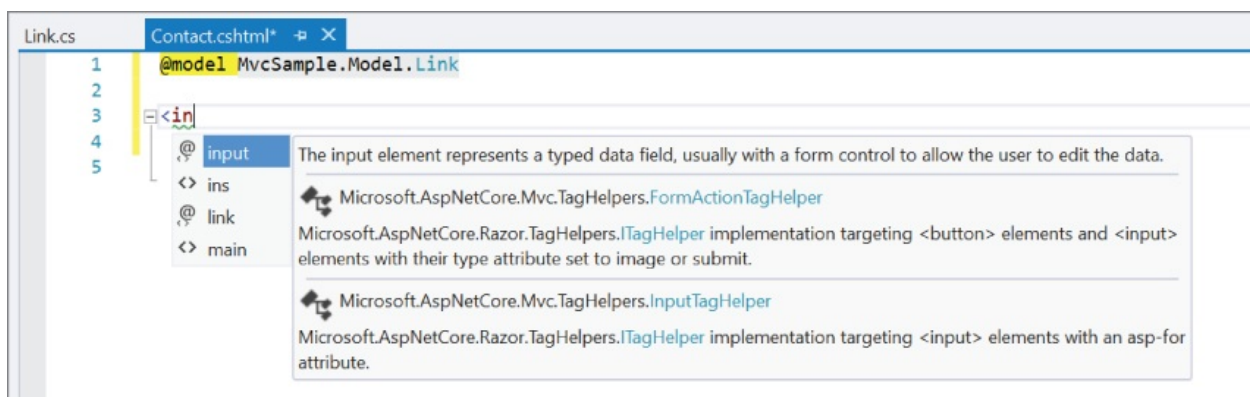 Link.cs Contact.cshtml*
1 @model MvcSample.Model.Link
2
3 <in
4
5
input
ins
link
main
The input element represents a typed data field, usually with a form control to allow the user to edit the data.
Microsoft.AspNetCore.Mvc.TagHelpers.FormActionTagHelper
Microsoft.AspNetCore.Razor.TagHelpers.ITagHelper implementation targeting <button> elements and <input>
elements with their type attribute set to image or submit.
Microsoft.AspNetCore.Mvc.TagHelpers.InputTagHelper
Microsoft.AspNetCore.Razor.TagHelpers.ITagHelper implementation targeting <input> elements with an asp-for
attribute.